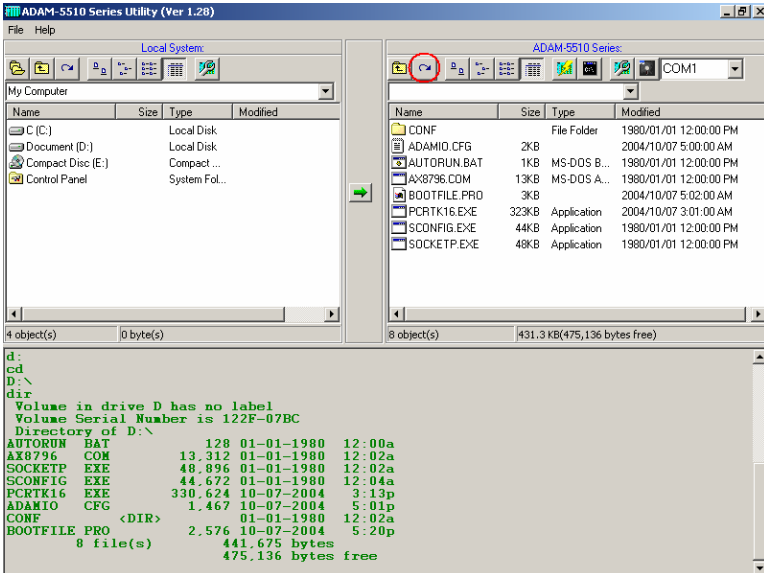 ADAM-5510 Series Utility (Ver 1.28)
File Help
Local System:
My Computer
Name Size Type Modified
C (C:) Local Disk
Document (D:) Local Disk
Compact Disc (E:) Compact ...
Control Panel System Fol...
4 object(s) 0 byte(s)
ADAM-5510 Series:
COM1
Name Size Type Modified
CONF File Folder 1980/01/01 12:00:00 PM
ADAMIO.CFG 2KB 2004/10/07 5:00:00 AM
AUTORUN.BAT 1KB MS-DOS B... 1980/01/01 12:00:00 PM
AX8796.COM 13KB MS-DOS A... 1980/01/01 12:00:00 PM
BOOTFILE.PRO 3KB 2004/10/07 5:02:00 AM
PCRTK16.EXE 323KB Application 2004/10/07 3:01:00 AM
SCONFIG.EXE 44KB Application 1980/01/01 12:00:00 PM
SOCKETP.EXE 48KB Application 1980/01/01 12:00:00 PM
8 object(s) 431.3 KB(475,136 bytes free)
d:
cd
D:\
dir
Volume in drive D has no label
Volume Serial Number is 122F-07BC
Directory of D:\
AUTORUN BAT 128 01-01-1980 12:00a
AX8796 COM 13,312 01-01-1980 12:02a
SOCKETP EXE 48,896 01-01-1980 12:02a
SCONFIG EXE 44,672 01-01-1980 12:04a
PCRTK16 EXE 330,624 10-07-2004 3:13p
ADAMIO CFG 1,467 10-07-2004 5:01p
CONF <DIR> 01-01-1980 12:02a
BOOTFILE PRO 2,576 10-07-2004 5:20p
8 file(s) 441,675 bytes
475,136 bytes free